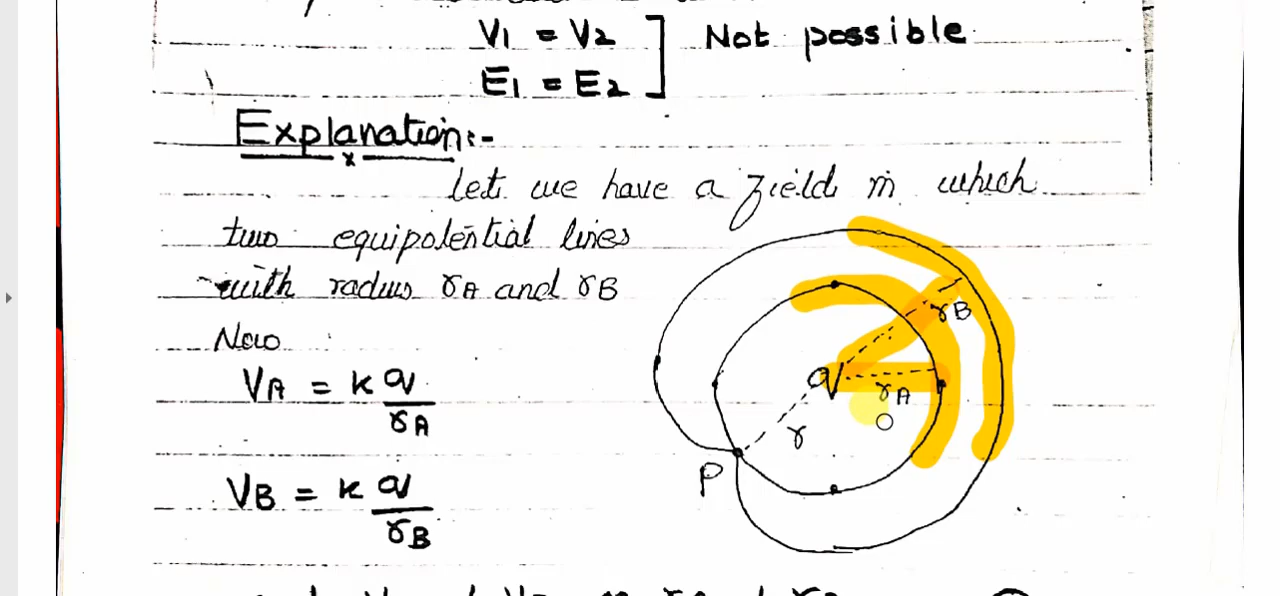 V1 = V2 ] Not possible
E1 = E2
Explanation:-
let we have a field in which
two equipotential lines
with radius rA and rB
Now
VA = k q/rA
VB = k q/rB
rB
q
rA
r
P